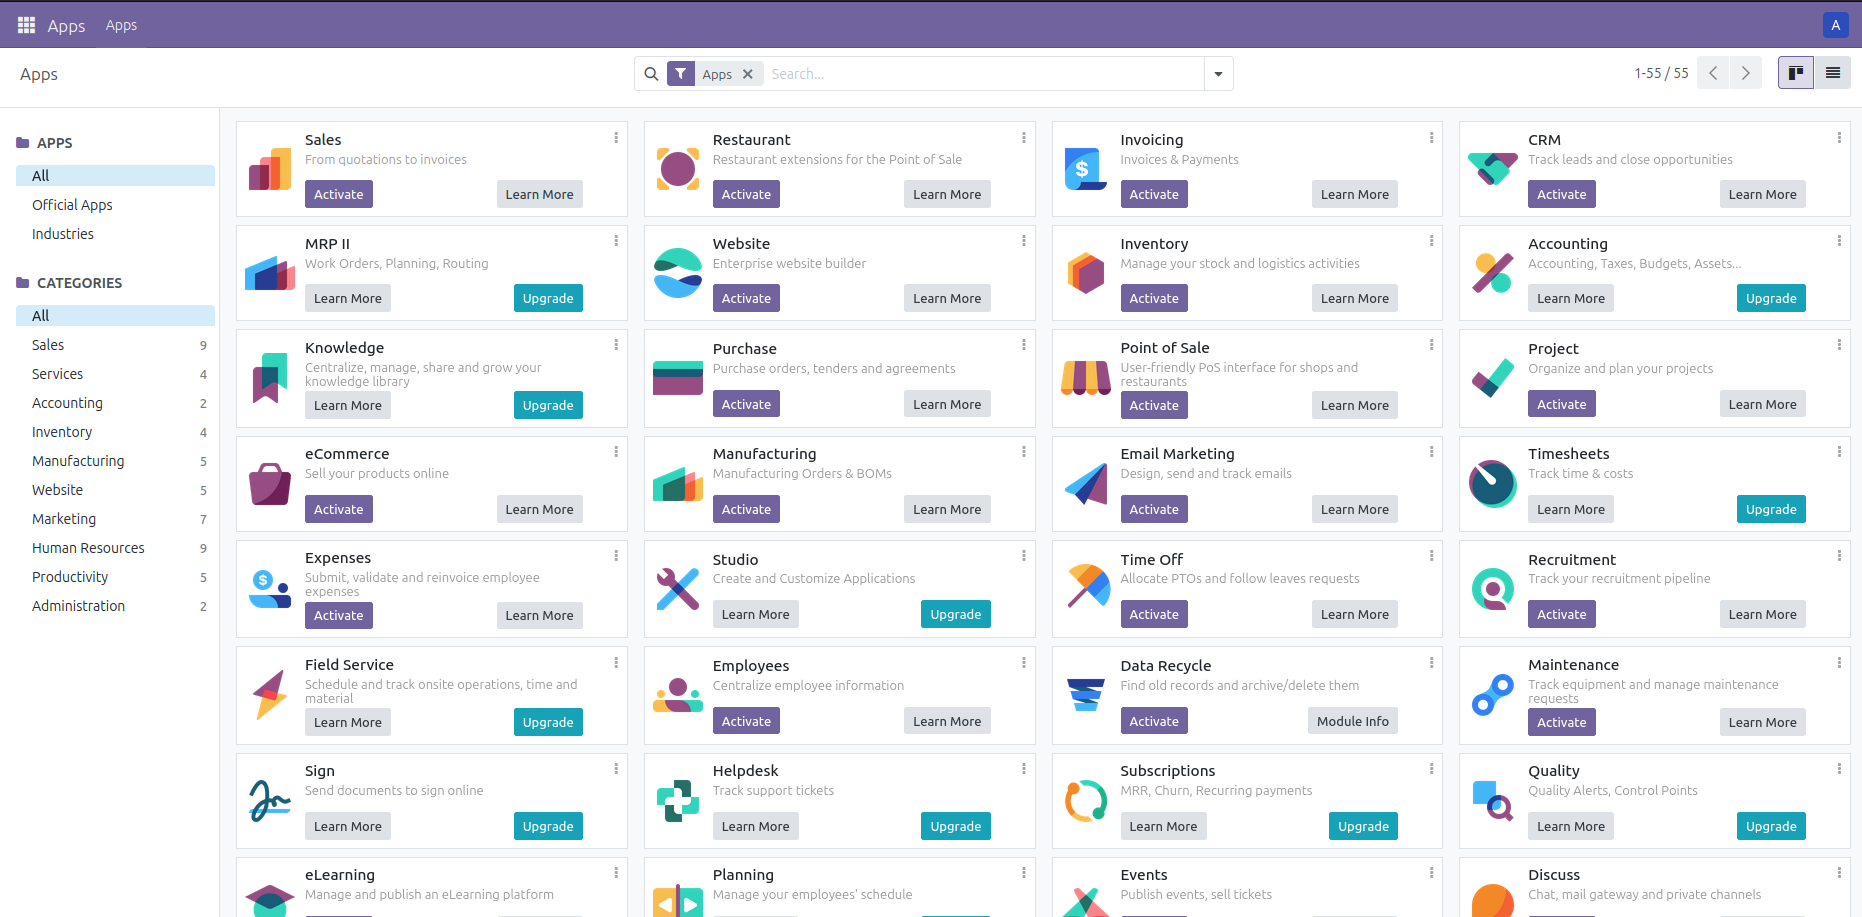 Apps Apps A
Apps
Apps Search...
1-55 / 55
APPS
All
Official Apps
Industries
CATEGORIES
All
Sales 9
Services 4
Accounting 2
Inventory 4
Manufacturing 5
Website 5
Marketing 7
Human Resources 9
Productivity 5
Administration 2
Sales
From quotations to invoices
Activate Learn More
Restaurant
Restaurant extensions for the Point of Sale
Activate Learn More
Invoicing
Invoices & Payments
Activate Learn More
CRM
Track leads and close opportunities
Activate Learn More
MRP II
Work Orders, Planning, Routing
Learn More Upgrade
Website
Enterprise website builder
Activate Learn More
Inventory
Manage your stock and logistics activities
Activate Learn More
Accounting
Accounting, Taxes, Budgets, Assets...
Learn More Upgrade
Knowledge
Centralize, manage, share and grow your
knowledge library
Learn More Upgrade
Purchase
Purchase orders, tenders and agreements
Activate Learn More
Point of Sale
User-friendly PoS interface for shops and
restaurants
Activate Learn More
Project
Organize and plan your projects
Activate Learn More
eCommerce
Sell your products online
Activate Learn More
Manufacturing
Manufacturing Orders & BOMs
Activate Learn More
Email Marketing
Design, send and track emails
Activate Learn More
Timesheets
Track time & costs
Learn More Upgrade
Expenses
Submit, validate and reinvoice employee
expenses
Activate Learn More
Studio
Create and Customize Applications
Learn More Upgrade
Time Off
Allocate PTOs and follow leaves requests
Activate Learn More
Recruitment
Track your recruitment pipeline
Activate Learn More
Field Service
Schedule and track onsite operations, time and
material
Learn More Upgrade
Employees
Centralize employee information
Activate Learn More
Data Recycle
Find old records and archive/delete them
Activate Module Info
Maintenance
Track equipment and manage maintenance
requests
Activate Learn More
Sign
Send documents to sign online
Learn More Upgrade
Helpdesk
Track support tickets
Learn More Upgrade
Subscriptions
MRR, Churn, Recurring payments
Learn More Upgrade
Quality
Quality Alerts, Control Points
Learn More Upgrade
eLearning
Manage and publish an eLearning platform
Planning
Manage your employees' schedule
Events
Publish events, sell tickets
Discuss
Chat, mail gateway and private channels